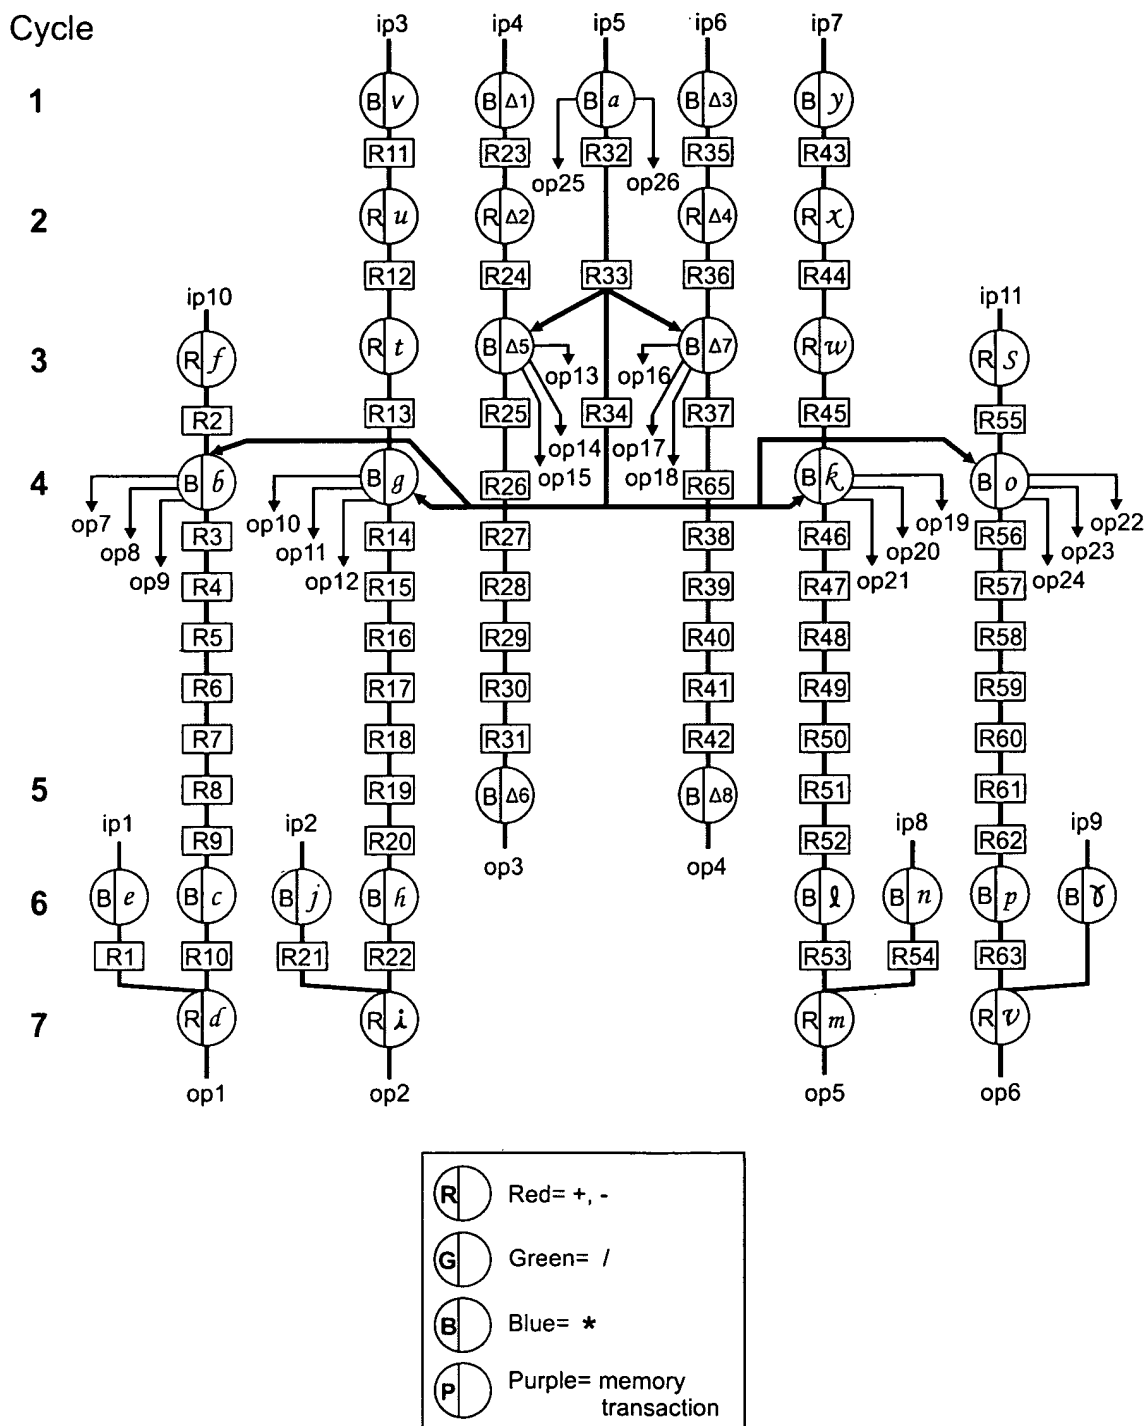 Cycle ip3 ip4 ip5 ip6 ip7
1 B v B Δ1 B a B Δ3 B y
R11 R23 R32 R35 R43
op25 op26
2 R u R Δ2 R Δ4 R x
R12 R24 R33 R36 R44
ip10 ip11
3 R f R t B Δ5 B Δ7 R w R S
op13 op16
R2 R13 R25 R34 R37 R45 R55
op14 op17
op15 op18
4 B b B g R26 R65 B k B o
op7 op10 op19 op22
R3 R14 R27 R38 R46 R56
op8 op11 op20 op23
op9 op12 op21 op24
R4 R15 R28 R39 R47 R57
R5 R16 R29 R40 R48 R58
R6 R17 R30 R41 R49 R59
R7 R18 R31 R42 R50 R60
5 R8 R19 B Δ6 B Δ8 R51 R61
ip1 R9 ip2 R20 R52 ip8 R62 ip9
op3 op4
6 B e B c B j B h B l B n B p B ɣ
R1 R10 R21 R22 R53 R54 R63
7 R d R i R m R v
op1 op2 op5 op6
R Red= +, -
G Green= /
B Blue= *
P Purple= memory
transaction